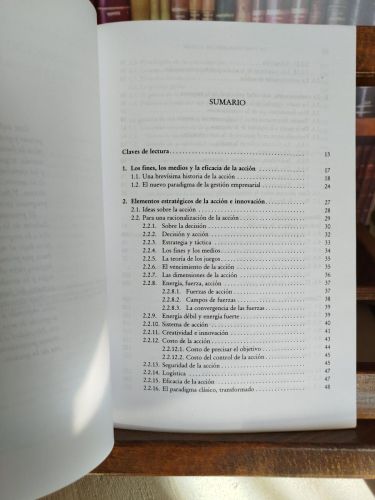 SUMARIO
Claves de lectura . . . . . . . . . . 13
1. Los fines, los medios y la eficacia de la acción . . . . . . . . . . 17
1.1. Una brevísima historia de la acción . . . . . . . . . . 18
1.2. El nuevo paradigma de la gestión empresarial . . . . . . . . . . 24
2. Elementos estratégicos de la acción e innovación . . . . . . . . . . 27
2.1. Ideas sobre la acción . . . . . . . . . . 28
2.2. Para una racionalización de la acción . . . . . . . . . . 29
2.2.1. Sobre la decisión . . . . . . . . . . 30
2.2.2. Decisión y acción . . . . . . . . . . 32
2.2.3. Estrategia y táctica . . . . . . . . . . 33
2.2.4. Los fines y los medios . . . . . . . . . . 34
2.2.5. La teoría de los juegos . . . . . . . . . . 35
2.2.6. El vencimiento de la acción . . . . . . . . . . 35
2.2.7. Las dimensiones de la acción . . . . . . . . . . 36
2.2.8. Energía, fuerza, acción . . . . . . . . . . 37
2.2.8.1. Fuerzas de acción . . . . . . . . . . 37
2.2.8.2. Campos de fuerzas . . . . . . . . . . 38
2.2.8.3. La convergencia de las fuerzas . . . . . . . . . . 39
2.2.9. Energía débil y energía fuerte . . . . . . . . . . 39
2.2.10. Sistema de acción . . . . . . . . . . 40
2.2.11. Creatividad e innovación . . . . . . . . . . 41
2.2.12. Costo de la acción . . . . . . . . . . 43
2.2.12.1. Costo de precisar el objetivo . . . . . . . . . . 44
2.2.12.2. Costo del control de la acción . . . . . . . . . . 44
2.2.13. Seguridad de la acción . . . . . . . . . . 45
2.2.14. Logística . . . . . . . . . . 46
2.2.15. Eficacia de la acción . . . . . . . . . . 47
2.2.16. El paradigma clásico, transformado . . . . . . . . . . 48